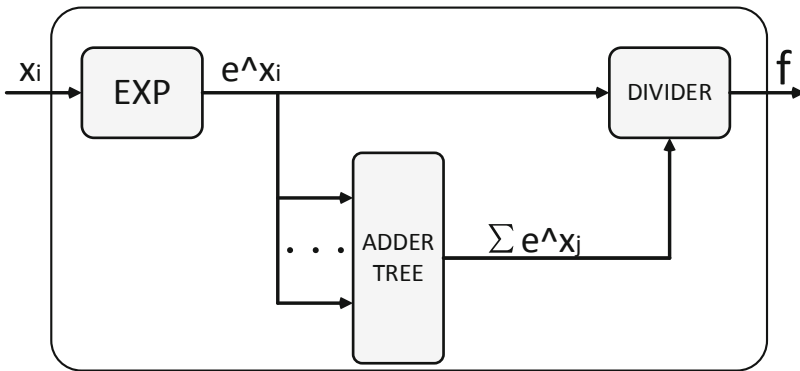 xi
EXP
e^xi
DIVIDER
f
. . .
ADDER
TREE
∑ e^xj